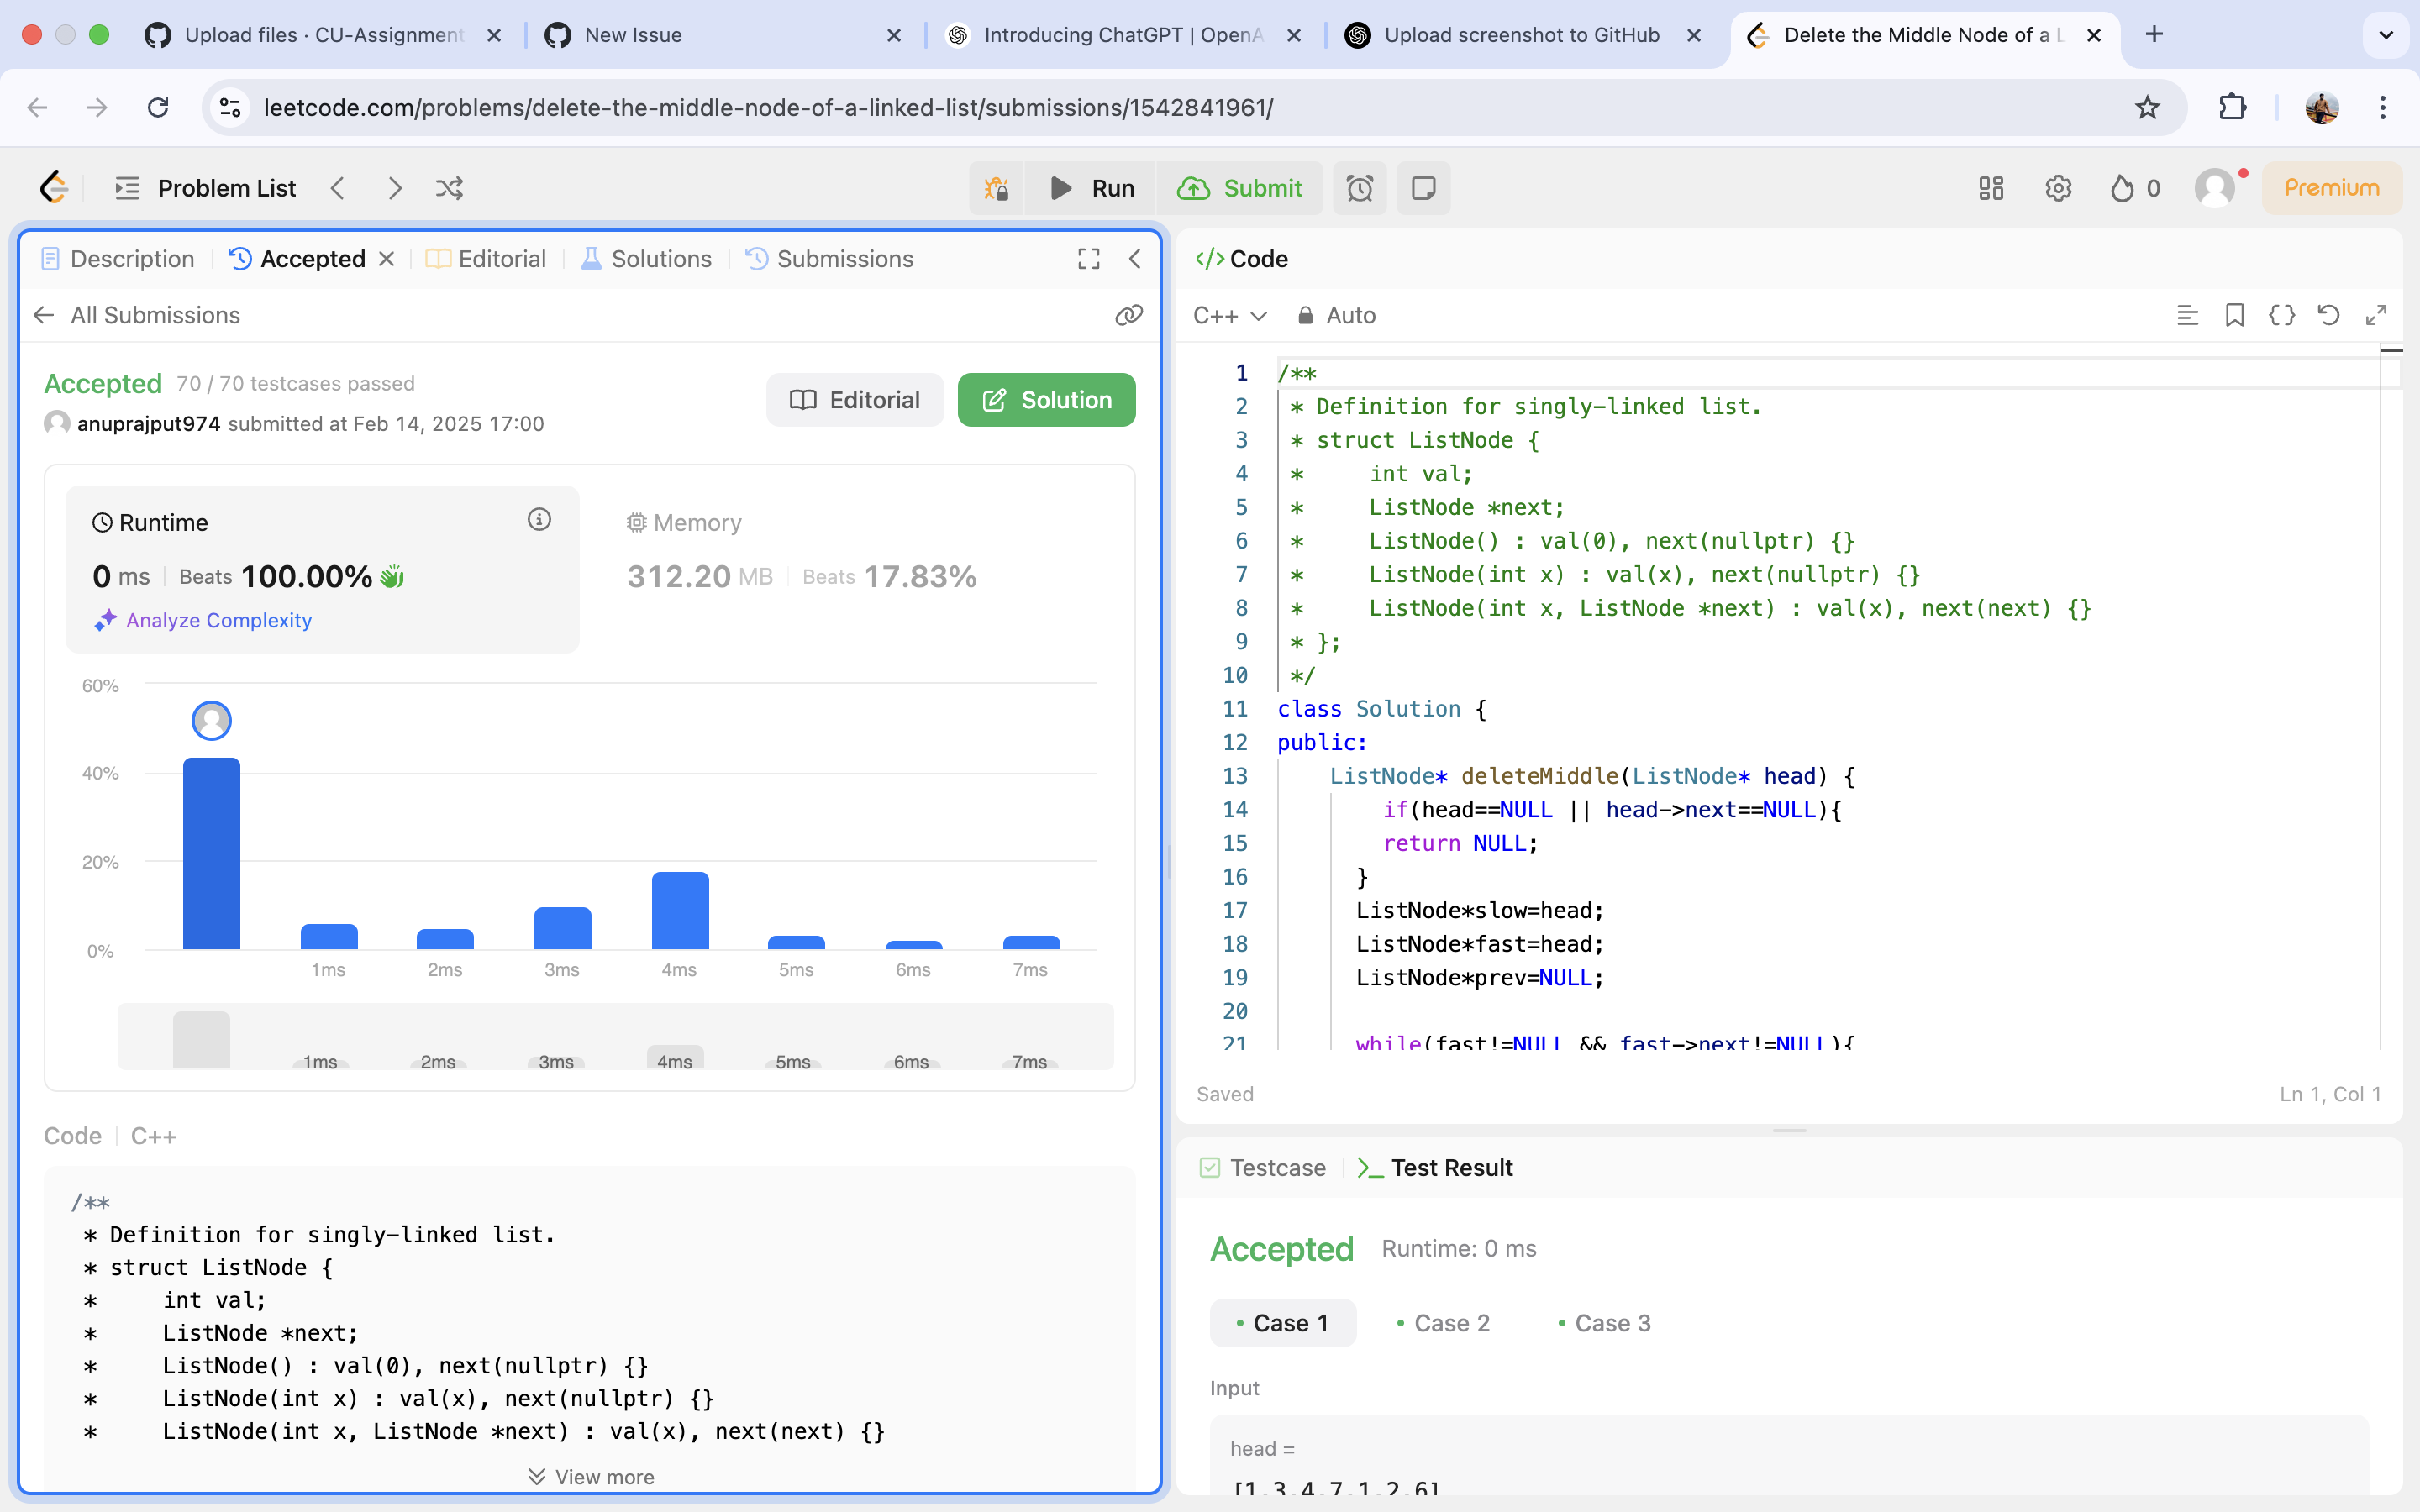 Upload files · CU-Assignment
New Issue
Introducing ChatGPT | OpenA
Upload screenshot to GitHub
Delete the Middle Node of a L
leetcode.com/problems/delete-the-middle-node-of-a-linked-list/submissions/1542841961/
Problem List
Run
Submit
0
Premium
Description
Accepted
Editorial
Solutions
Submissions
All Submissions
Accepted 70 / 70 testcases passed
anuprajput974 submitted at Feb 14, 2025 17:00
Editorial
Solution
Runtime
0 ms Beats 100.00%
Analyze Complexity
Memory
312.20 MB Beats 17.83%
60%
40%
20%
0%
1ms 2ms 3ms 4ms 5ms 6ms 7ms
1ms 2ms 3ms 4ms 5ms 6ms 7ms
Code C++
/**
 * Definition for singly-linked list.
 * struct ListNode {
 *     int val;
 *     ListNode *next;
 *     ListNode() : val(0), next(nullptr) {}
 *     ListNode(int x) : val(x), next(nullptr) {}
 *     ListNode(int x, ListNode *next) : val(x), next(next) {}
View more
</> Code
C++ Auto
1 /**
2  * Definition for singly-linked list.
3  * struct ListNode {
4  *     int val;
5  *     ListNode *next;
6  *     ListNode() : val(0), next(nullptr) {}
7  *     ListNode(int x) : val(x), next(nullptr) {}
8  *     ListNode(int x, ListNode *next) : val(x), next(next) {}
9  * };
10  */
11 class Solution {
12 public:
13     ListNode* deleteMiddle(ListNode* head) {
14         if(head==NULL || head->next==NULL){
15         return NULL;
16       }
17       ListNode*slow=head;
18       ListNode*fast=head;
19       ListNode*prev=NULL;
20
21       while(fast!=NULL && fast->next!=NULL){
Saved
Ln 1, Col 1
Testcase
Test Result
Accepted Runtime: 0 ms
Case 1
Case 2
Case 3
Input
head =
[1,3,4,7,1,2,6]